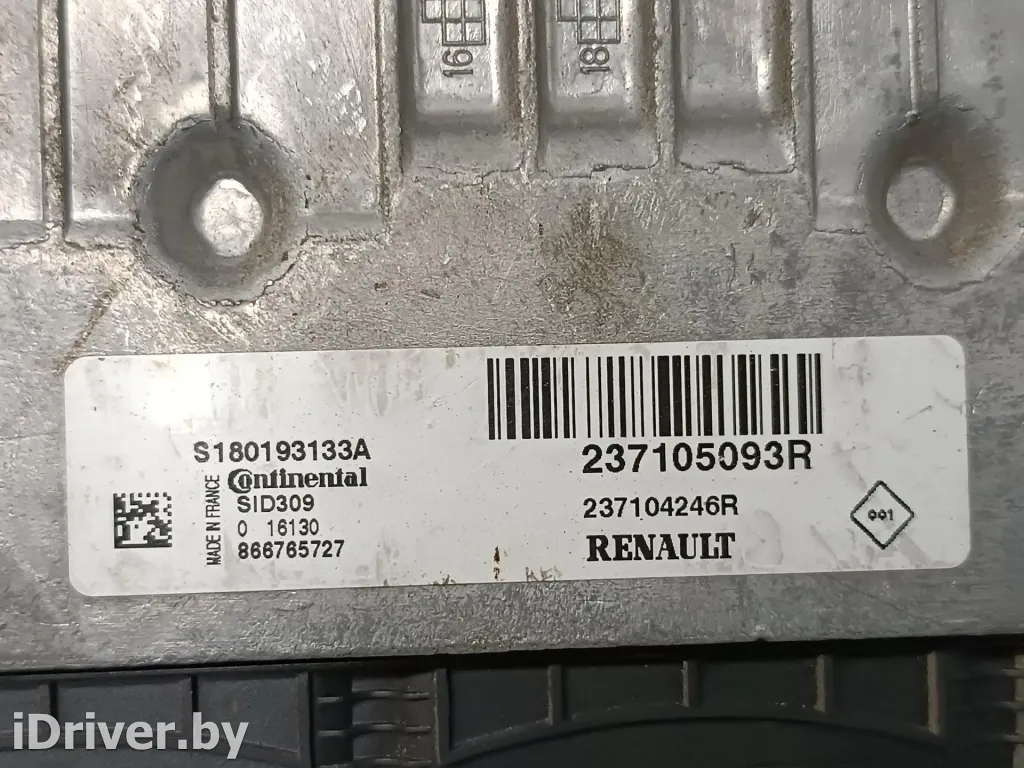 16
18
S180193133A
Continental
MADE IN FRANCE
SID309
0 16130
866765727
237105093R
237104246R
RENAULT
001
iDriver.by